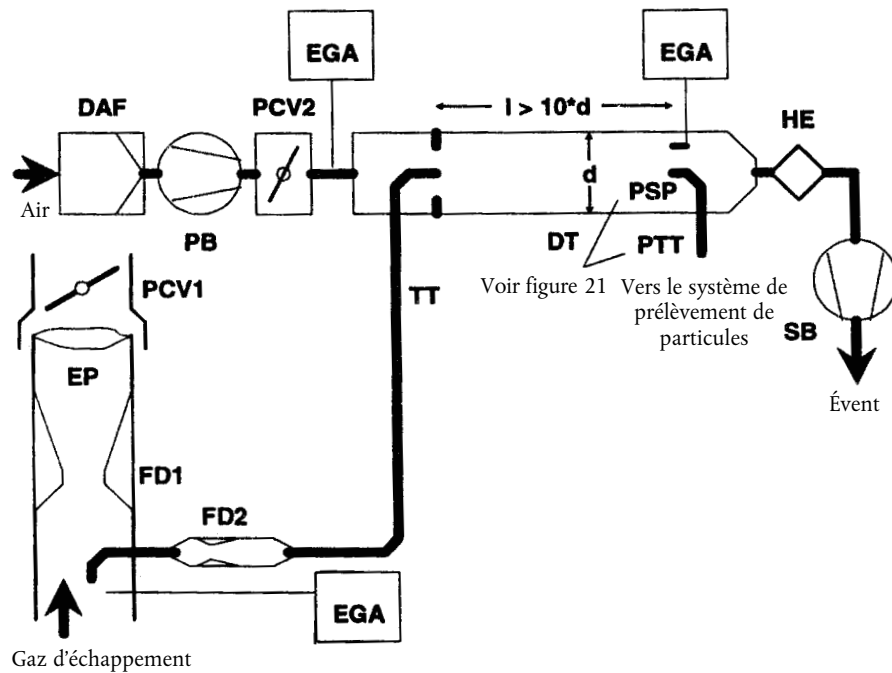 EGA
EGA
DAF
PCV2
l > 10*d
HE
d
Air
PB
PSP
DT
PTT
PCV1
TT
Voir figure 21
Vers le système de
prélèvement de
particules
SB
EP
Évent
FD1
FD2
EGA
Gaz d'échappement